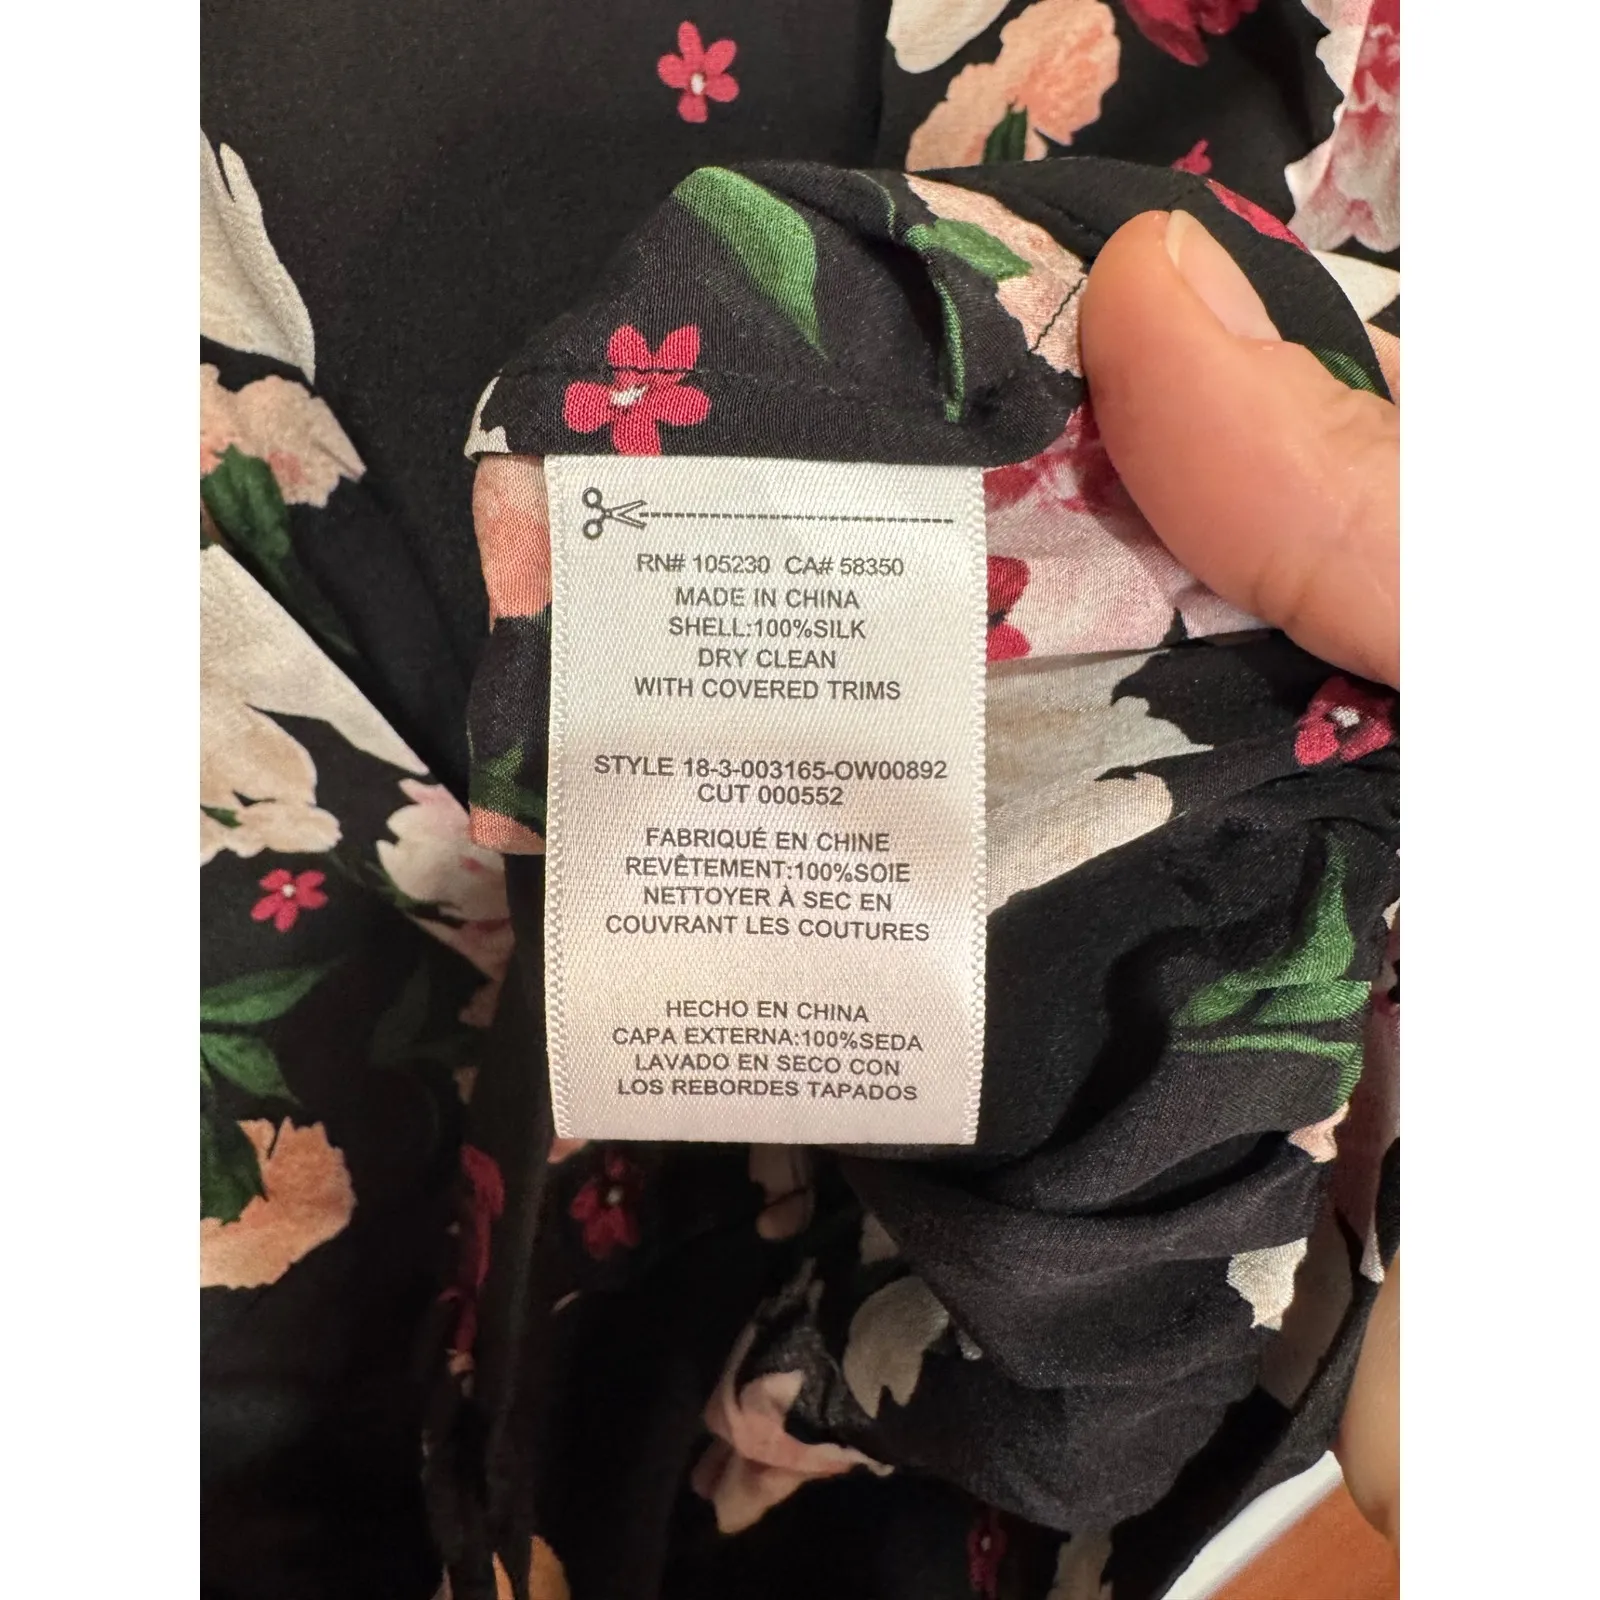 RN# 105230 CA# 58350
MADE IN CHINA
SHELL:100%SILK
DRY CLEAN
WITH COVERED TRIMS
STYLE 18-3-003165-OW00892
CUT 000552
FABRIQUÉ EN CHINE
REVÊTEMENT:100%SOIE
NETTOYER À SEC EN
COUVRANT LES COUTURES
HECHO EN CHINA
CAPA EXTERNA:100%SEDA
LAVADO EN SECO CON
LOS REBORDES TAPADOS